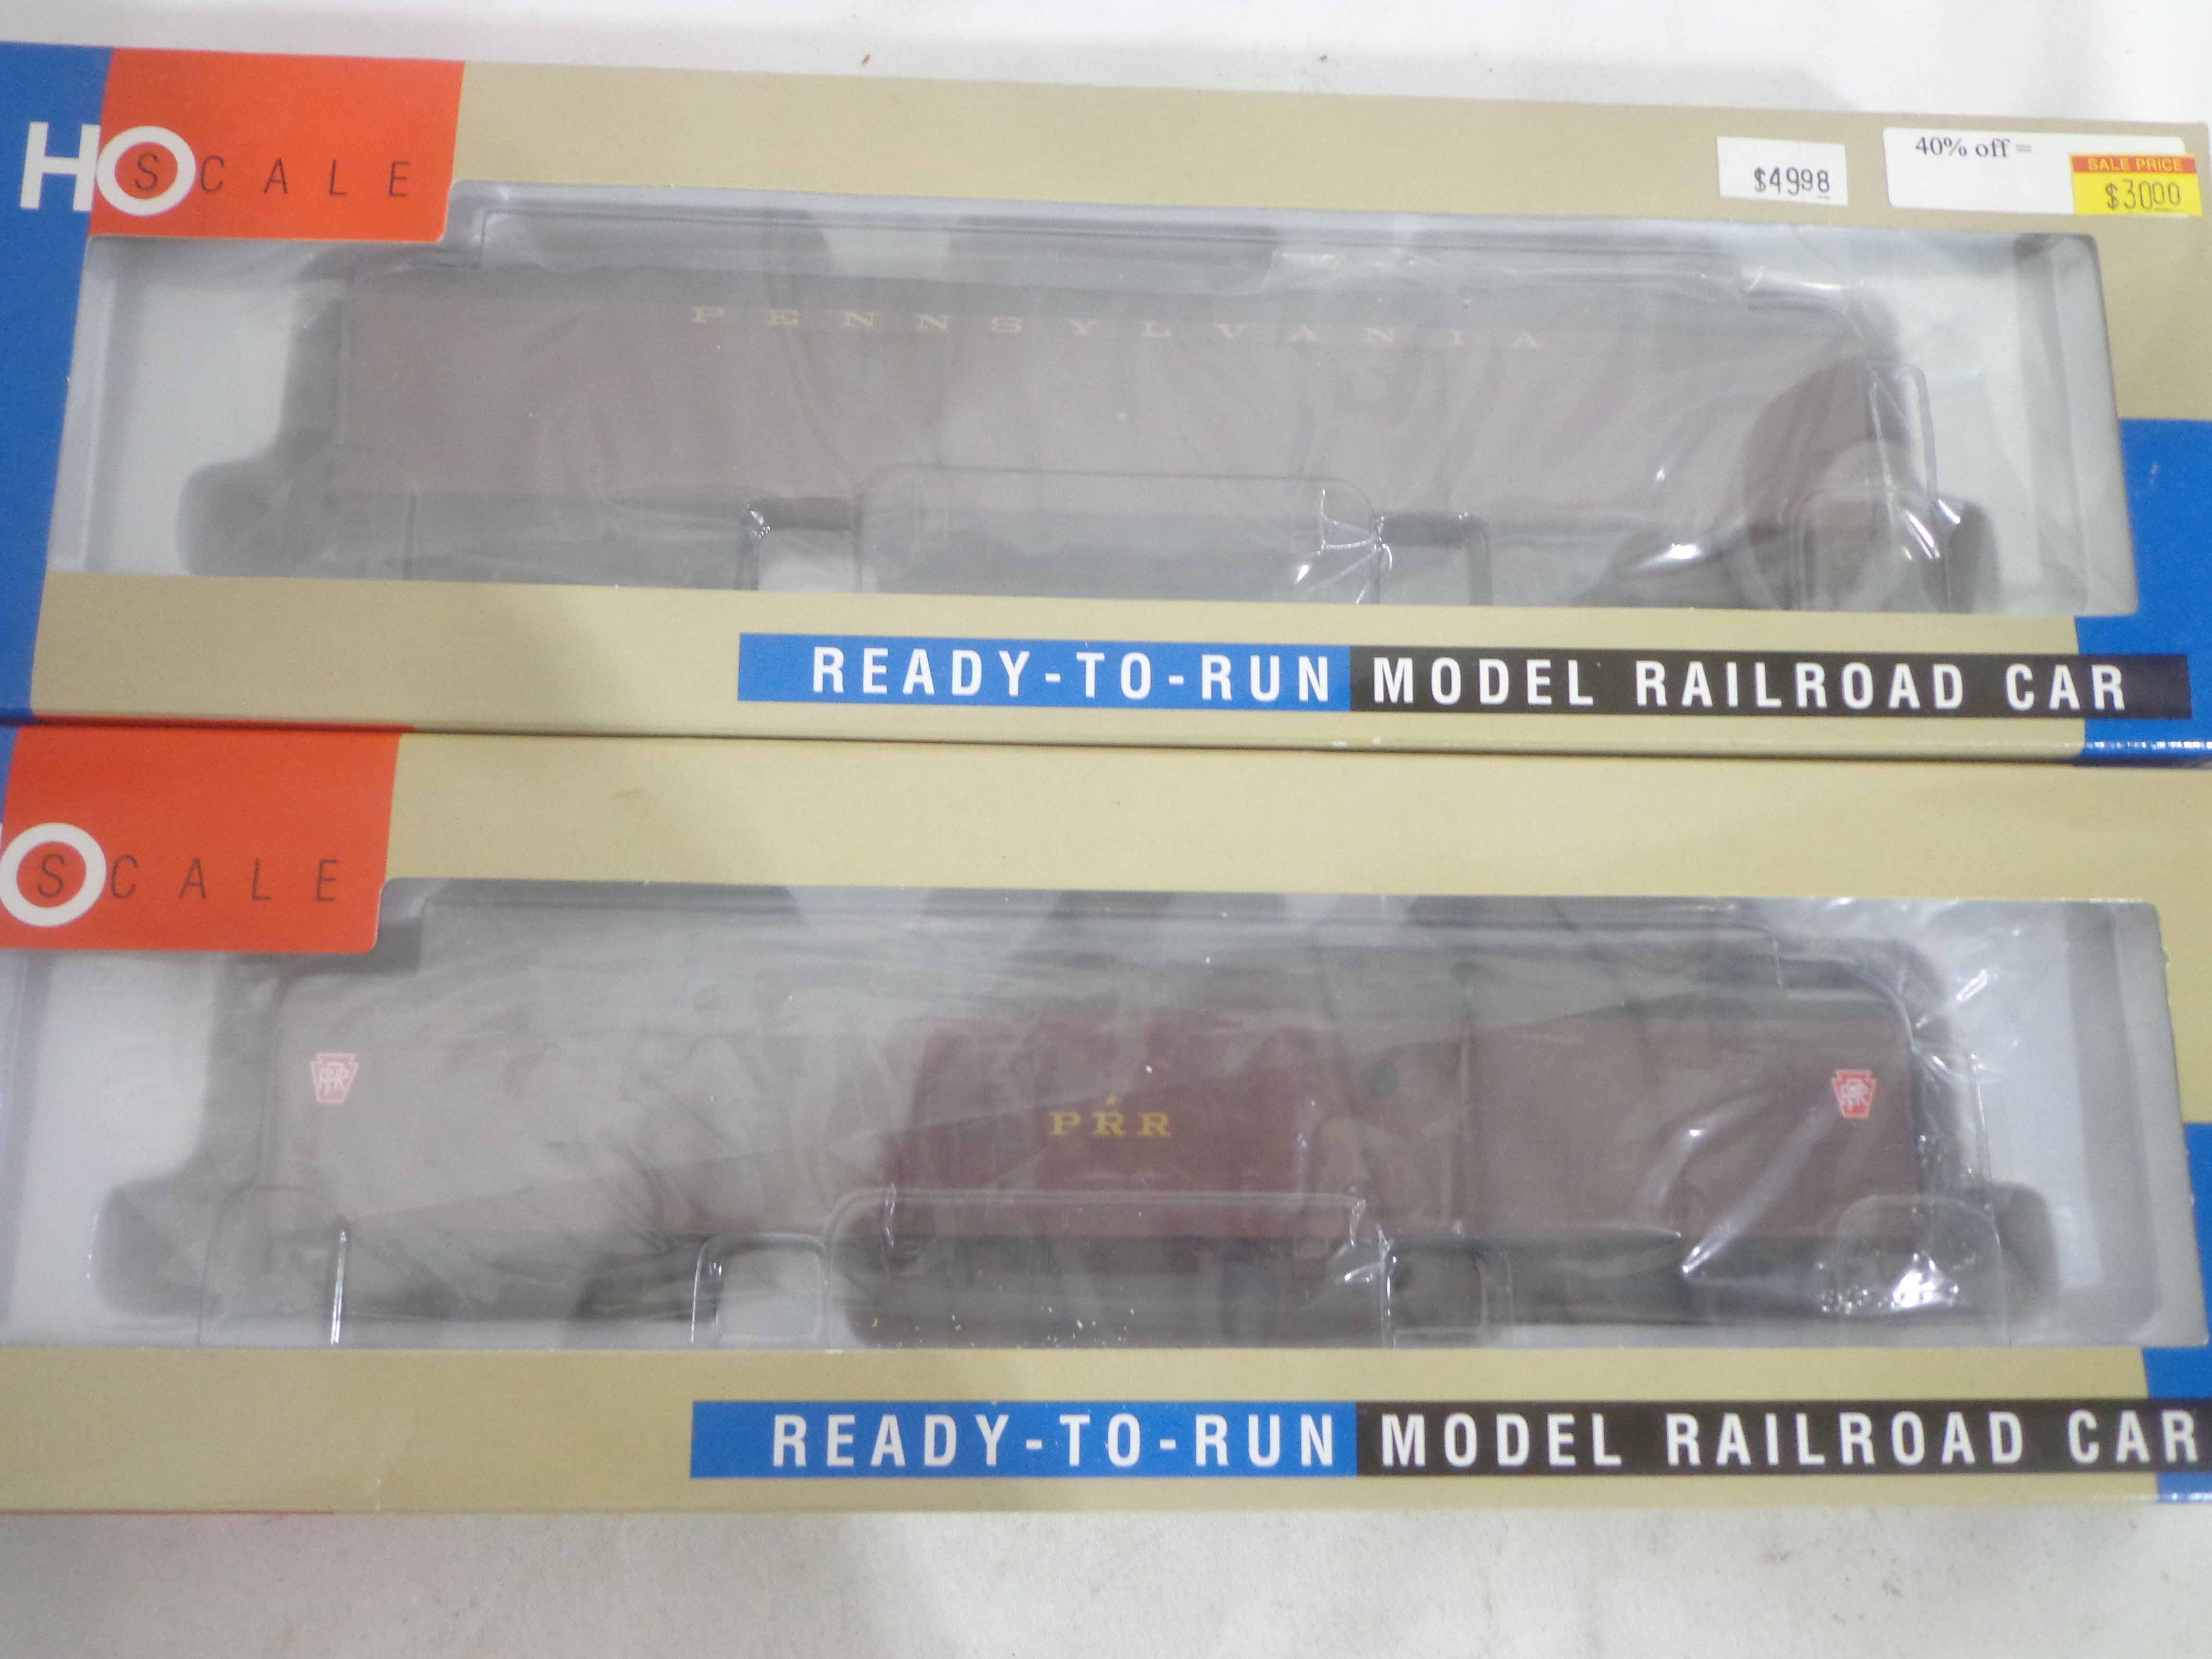 HO SCALE
$49.98
40% off =
SALE PRICE
$30.00
PENNSYLVANIA
READY-TO-RUN MODEL RAILROAD CAR
O SCALE
PRR
PRR
PRR
READY-TO-RUN MODEL RAILROAD CAR